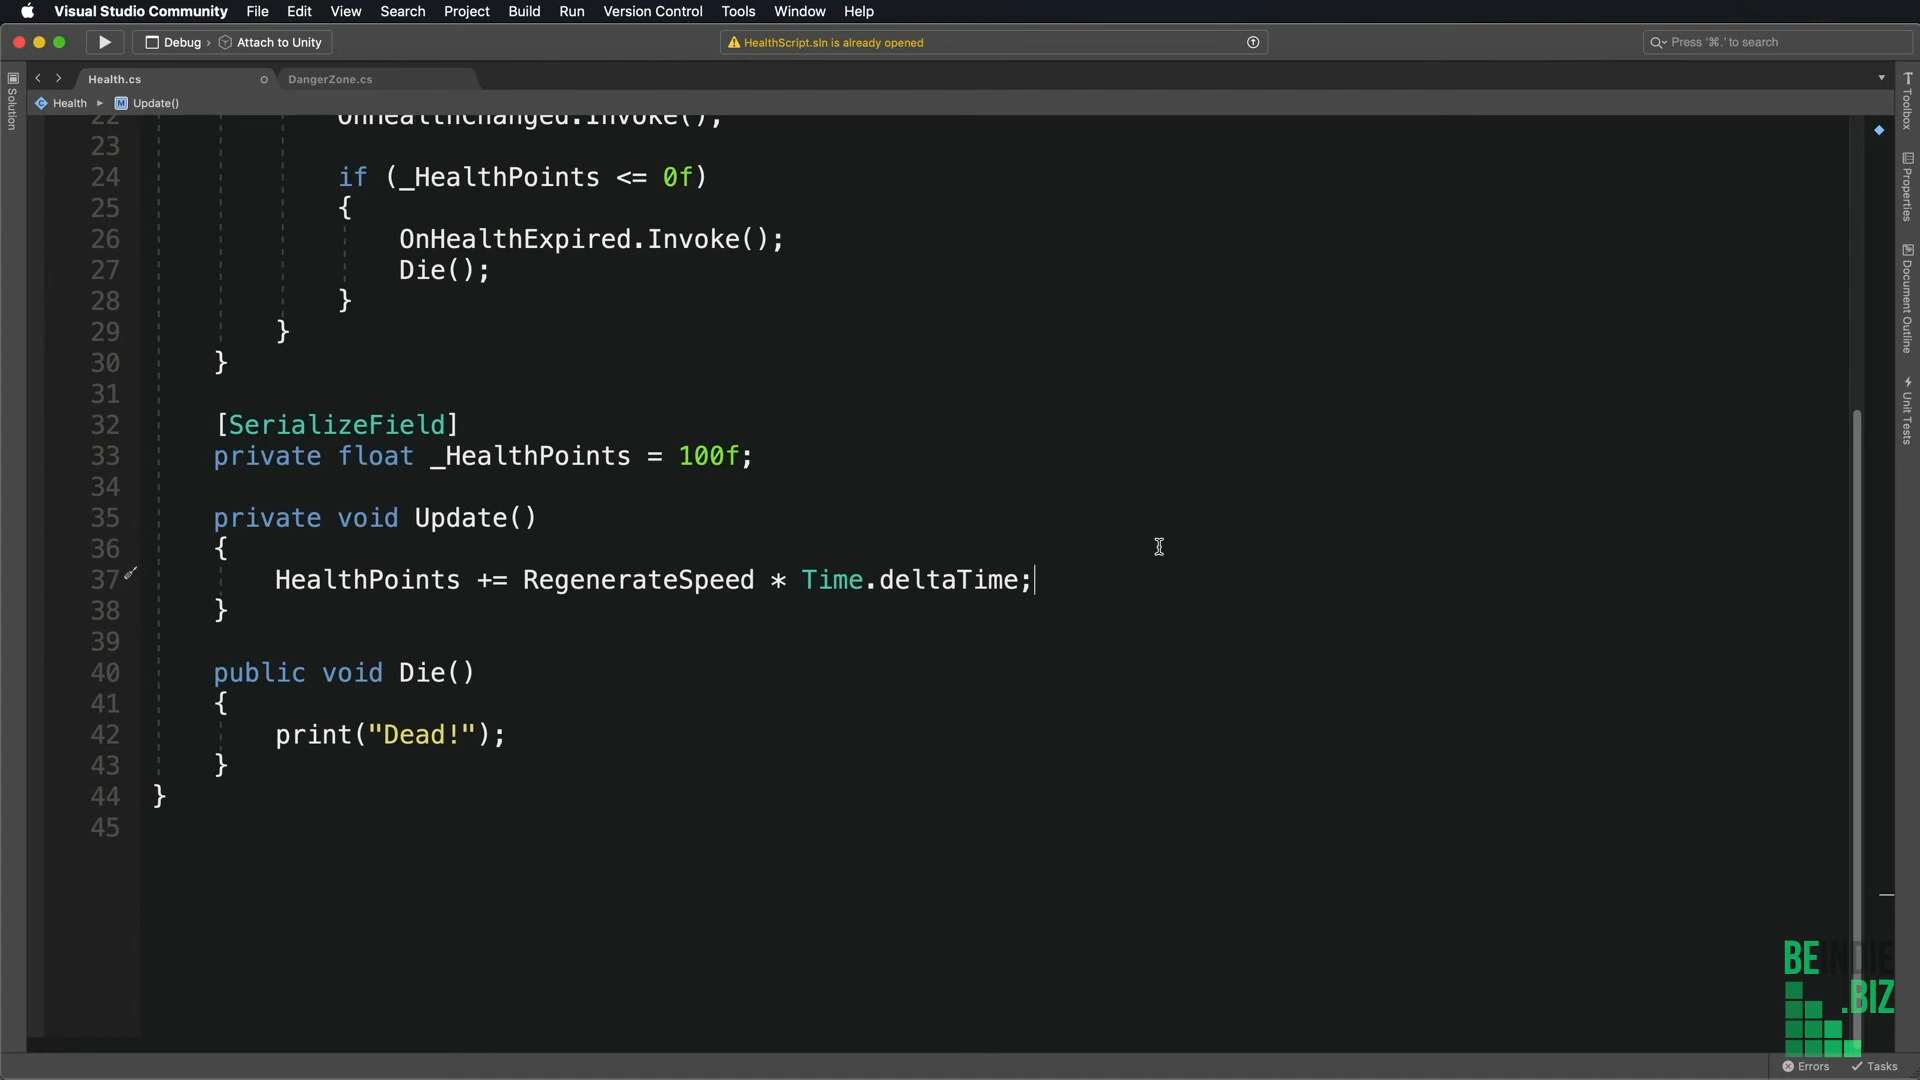 Visual Studio Community File Edit View Search Project Build Run Version Control Tools Window Help
Debug › Attach to Unity
HealthScript.sln is already opened
Press '⌘.' to search
Health.cs
DangerZone.cs
Health ▸ M Update()
Solution
Toolbox
Properties
Document Outline
Unit Tests
22 OnHealthChanged.Invoke();
23
24 if (_HealthPoints <= 0f)
25 {
26 OnHealthExpired.Invoke();
27 Die();
28 }
29 }
30 }
31
32 [SerializeField]
33 private float _HealthPoints = 100f;
34
35 private void Update()
36 {
37 HealthPoints += RegenerateSpeed * Time.deltaTime;
38 }
39
40 public void Die()
41 {
42 print("Dead!");
43 }
44 }
45
BEINDIE
.BIZ
Errors Tasks